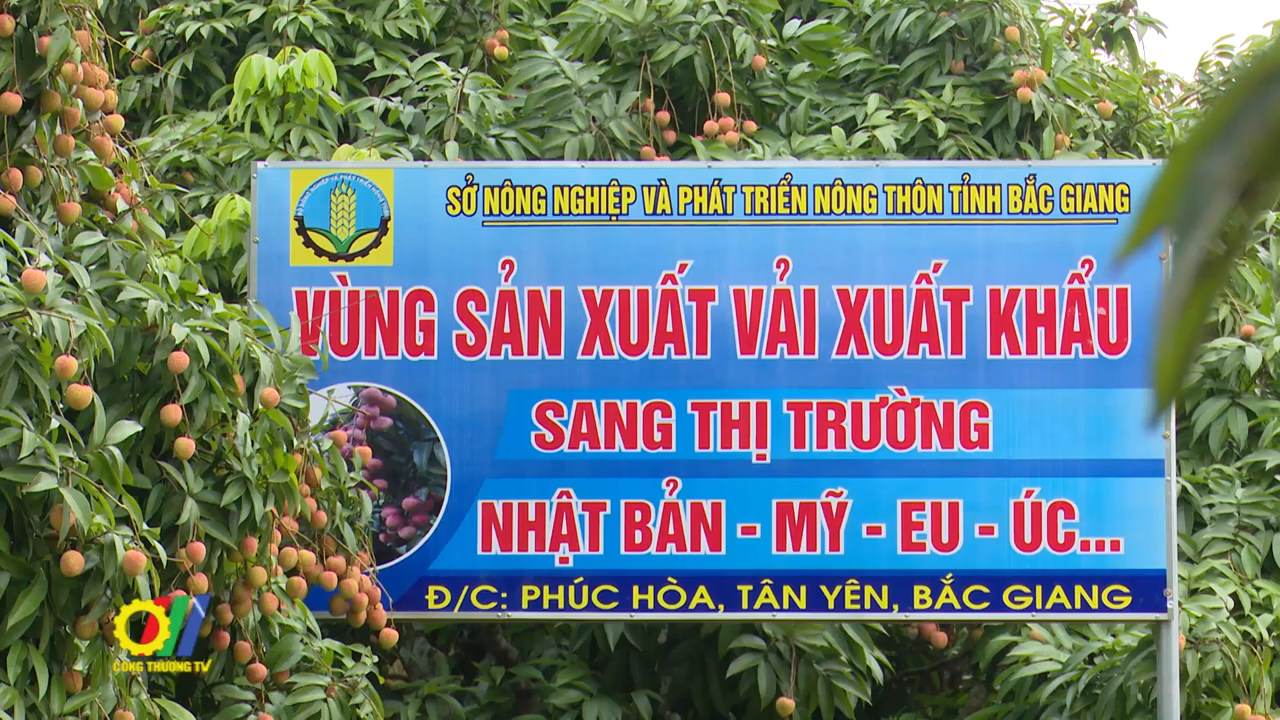 SỞ NÔNG NGHIỆP VÀ PHÁT TRIỂN NÔNG THÔN TỈNH BẮC GIANG
VÙNG SẢN XUẤT VẢI XUẤT KHẨU
SANG THỊ TRƯỜNG
NHẬT BẢN - MỸ - EU - ÚC...
Đ/C: PHÚC HÒA, TÂN YÊN, BẮC GIANG
CÔNG THƯƠNG TV